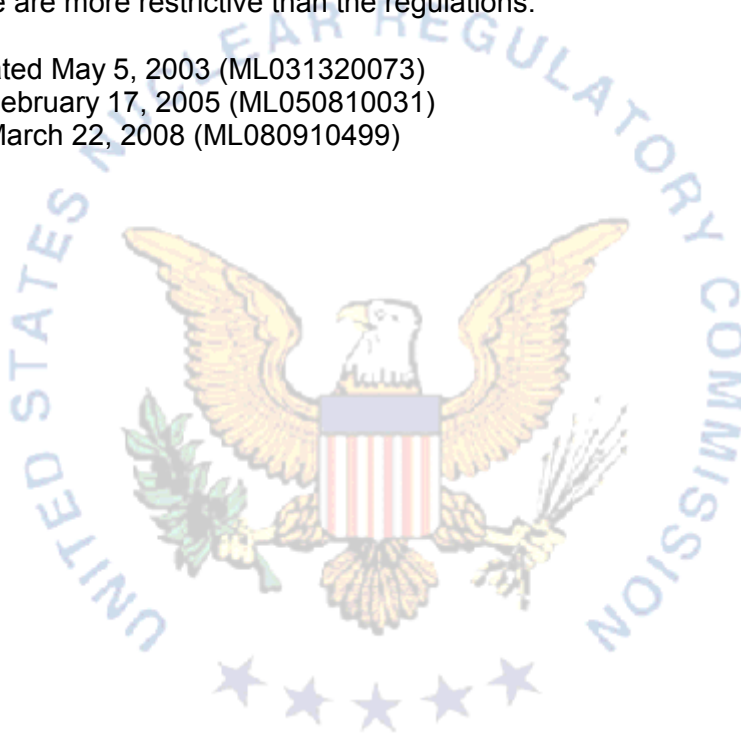 e are more restrictive than the regulations.
ated May 5, 2003 (ML031320073)
ebruary 17, 2005 (ML050810031)
March 22, 2008 (ML080910499)
UNITED STATES NUCLEAR REGULATORY COMMISSION